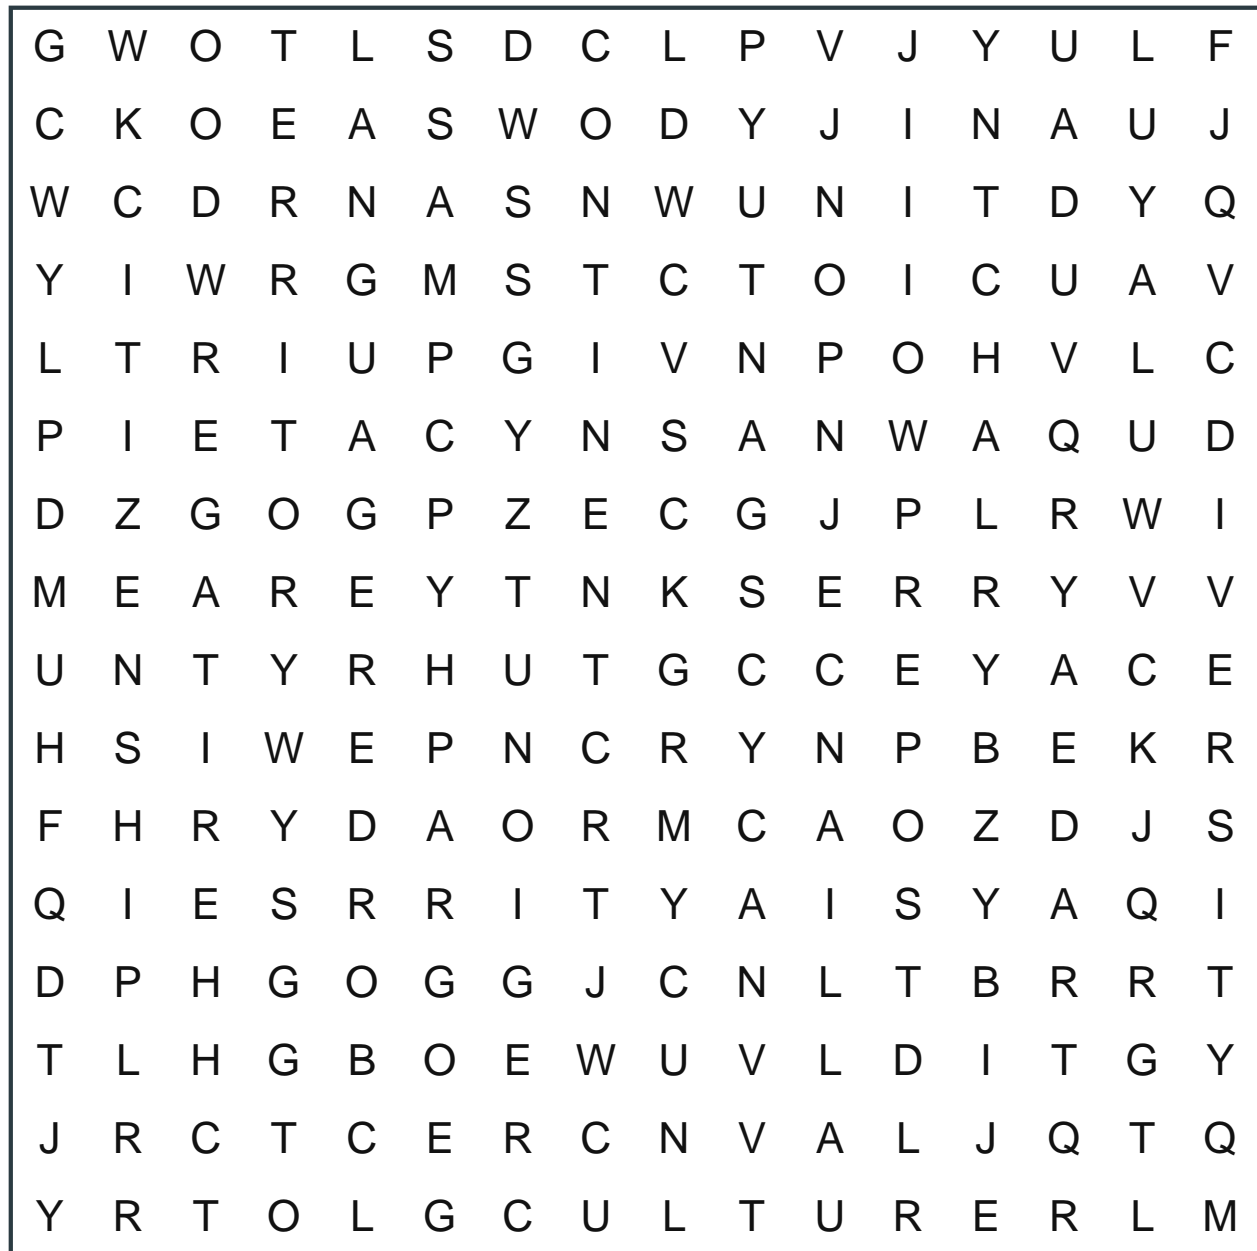 G W O T L S D C L P V J Y U L F
C K O E A S W O D Y J I N A U J
W C D R N A S N W U N I T D Y Q
Y I W R G M S T C T O I C U A V
L T R I U P G I V N P O H V L C
P I E T A C Y N S A N W A Q U D
D Z G O G P Z E C G J P L R W I
M E A R E Y T N K S E R R Y V V
U N T Y R H U T G C C E Y A C E
H S I W E P N C R Y N P B E K R
F H R Y D A O R M C A O Z D J S
Q I E S R R I T Y A I S Y A Q I
D P H G O G G J C N L T B R R T
T L H G B O E W U V L D I T G Y
J R C T C E R C N V A L J Q T Q
Y R T O L G C U L T U R E R L M